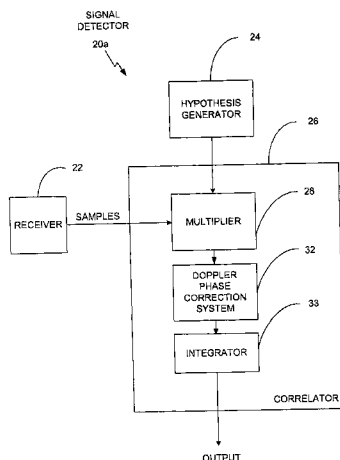 SIGNAL
DETECTOR
20a
24
HYPOTHESIS
GENERATOR
26
22
RECEIVER
SAMPLES
MULTIPLIER
28
DOPPLER
PHASE
CORRECTION
SYSTEM
32
33
INTEGRATOR
CORRELATOR
OUTPUT